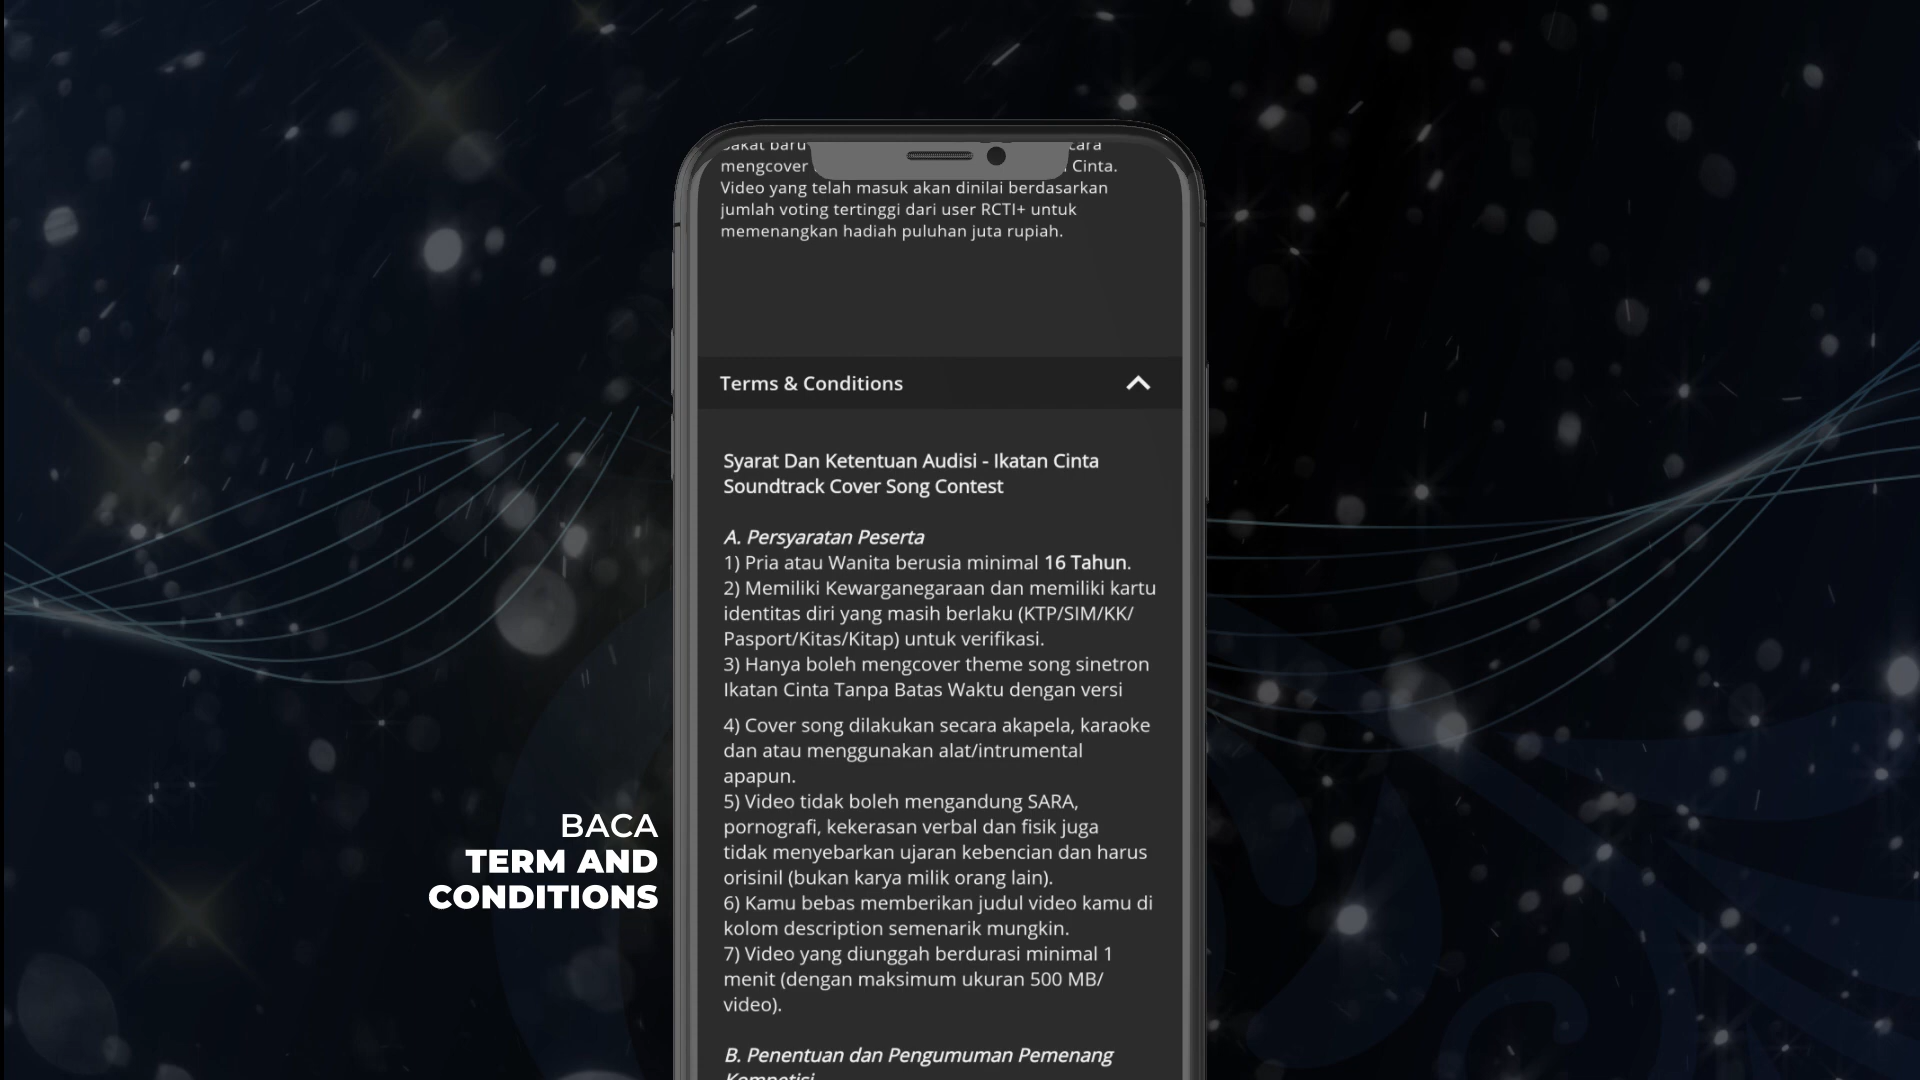 mengcover
Cinta.
Video yang telah masuk akan dinilai berdasarkan
jumlah voting tertinggi dari user RCTI+ untuk
memenangkan hadiah puluhan juta rupiah.
Terms & Conditions
Syarat Dan Ketentuan Audisi - Ikatan Cinta
Soundtrack Cover Song Contest
A. Persyaratan Peserta
1) Pria atau Wanita berusia minimal 16 Tahun.
2) Memiliki Kewarganegaraan dan memiliki kartu
identitas diri yang masih berlaku (KTP/SIM/KK/
Pasport/Kitas/Kitap) untuk verifikasi.
3) Hanya boleh mengcover theme song sinetron
Ikatan Cinta Tanpa Batas Waktu dengan versi
4) Cover song dilakukan secara akapela, karaoke
dan atau menggunakan alat/intrumental
apapun.
5) Video tidak boleh mengandung SARA,
pornografi, kekerasan verbal dan fisik juga
tidak menyebarkan ujaran kebencian dan harus
orisinil (bukan karya milik orang lain).
6) Kamu bebas memberikan judul video kamu di
kolom description semenarik mungkin.
7) Video yang diunggah berdurasi minimal 1
menit (dengan maksimum ukuran 500 MB/
video).
B. Penentuan dan Pengumuman Pemenang
BACA
TERM AND
CONDITIONS